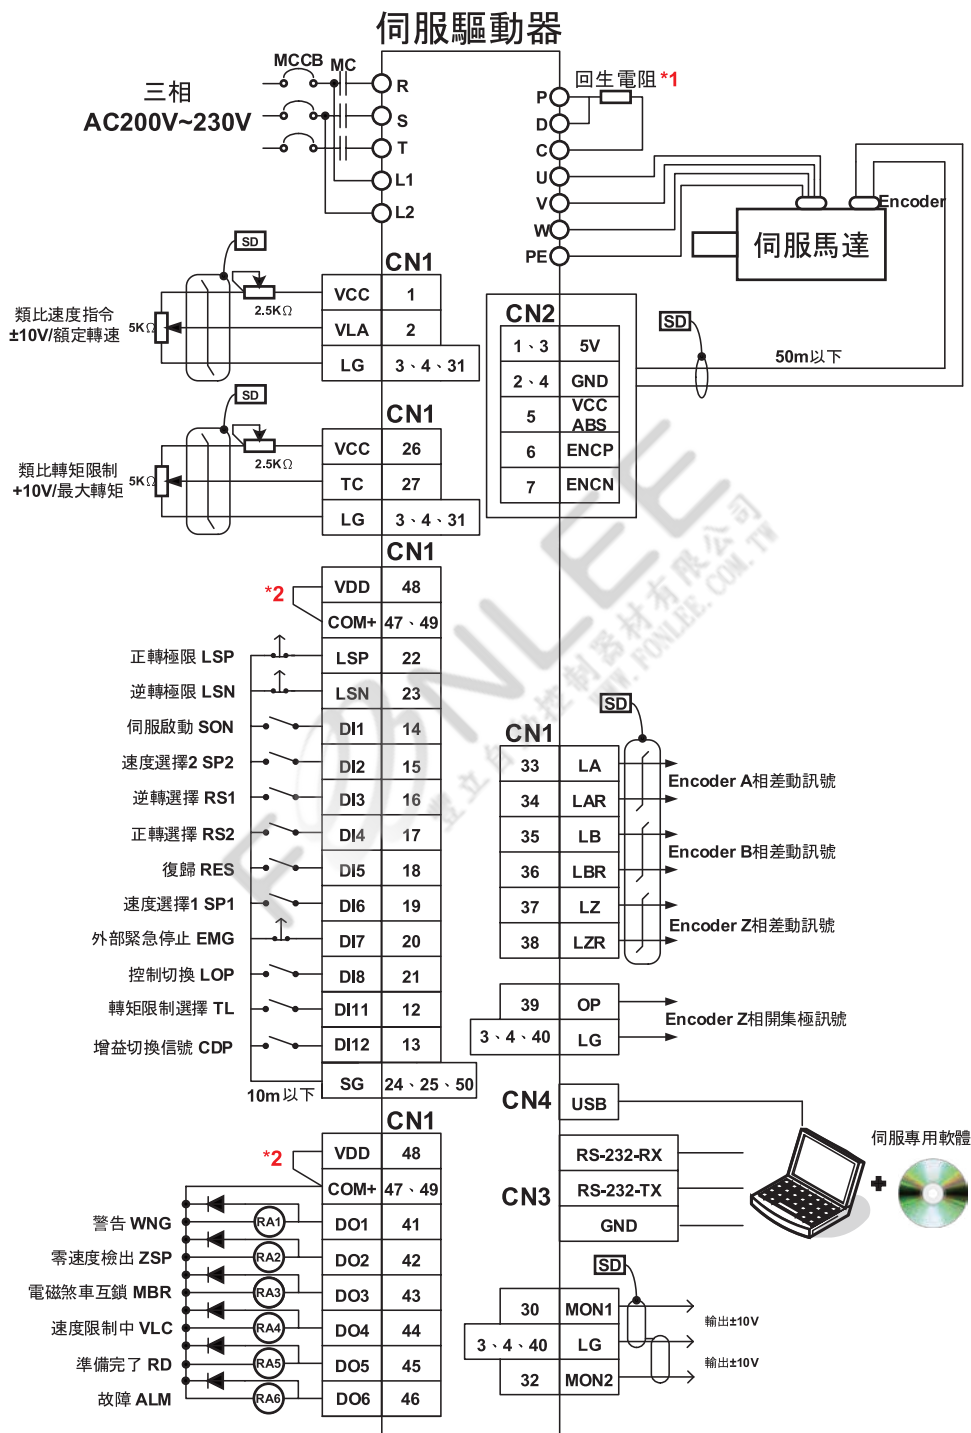 伺服驅動器
MCCB MC
三相
AC200V~230V
R
S
T
L1
L2
回生電阻 *1
P
D
C
U
V
W
PE
Encoder
伺服馬達
SD
CN1
類比速度指令
±10V/額定轉速
5KΩ
2.5KΩ
VCC 1
VLA 2
LG 3、4、31
SD
CN1
類比轉矩限制
+10V/最大轉矩
5KΩ
2.5KΩ
VCC 26
TC 27
LG 3、4、31
CN2
1、3 5V
2、4 GND
5 VCC ABS
6 ENCP
7 ENCN
SD
50m以下
CN1
*2
VDD 48
COM+ 47、49
正轉極限 LSP LSP 22
逆轉極限 LSN LSN 23
伺服啟動 SON DI1 14
速度選擇2 SP2 DI2 15
逆轉選擇 RS1 DI3 16
正轉選擇 RS2 DI4 17
復歸 RES DI5 18
速度選擇1 SP1 DI6 19
外部緊急停止 EMG DI7 20
控制切換 LOP DI8 21
轉矩限制選擇 TL DI11 12
增益切換信號 CDP DI12 13
10m以下 SG 24、25、50
SD
CN1
33 LA
34 LAR
Encoder A相差動訊號
35 LB
36 LBR
Encoder B相差動訊號
37 LZ
38 LZR
Encoder Z相差動訊號
39 OP
3、4、40 LG
Encoder Z相開集極訊號
CN4 USB
CN3
RS-232-RX
RS-232-TX
GND
伺服專用軟體
CN1
*2
VDD 48
COM+ 47、49
警告 WNG RA1 DO1 41
零速度檢出 ZSP RA2 DO2 42
電磁煞車互鎖 MBR RA3 DO3 43
速度限制中 VLC RA4 DO4 44
準備完了 RD RA5 DO5 45
故障 ALM RA6 DO6 46
SD
30 MON1
輸出±10V
3、4、40 LG
32 MON2
輸出±10V
FONLEE
豐立自動控制器材有限公司
WWW.FONLEE.COM.TW